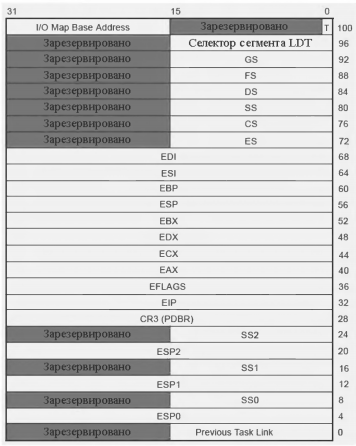 31 15 0
I/O Map Base Address Зарезервировано T 100
Зарезервировано Селектор сегмента LDT 96
Зарезервировано GS 92
Зарезервировано FS 88
Зарезервировано DS 84
Зарезервировано SS 80
Зарезервировано CS 76
Зарезервировано ES 72
EDI 68
ESI 64
EBP 60
ESP 56
EBX 52
EDX 48
ECX 44
EAX 40
EFLAGS 36
EIP 32
CR3 (PDBR) 28
Зарезервировано SS2 24
ESP2 20
Зарезервировано SS1 16
ESP1 12
Зарезервировано SS0 8
ESP0 4
Зарезервировано Previous Task Link 0